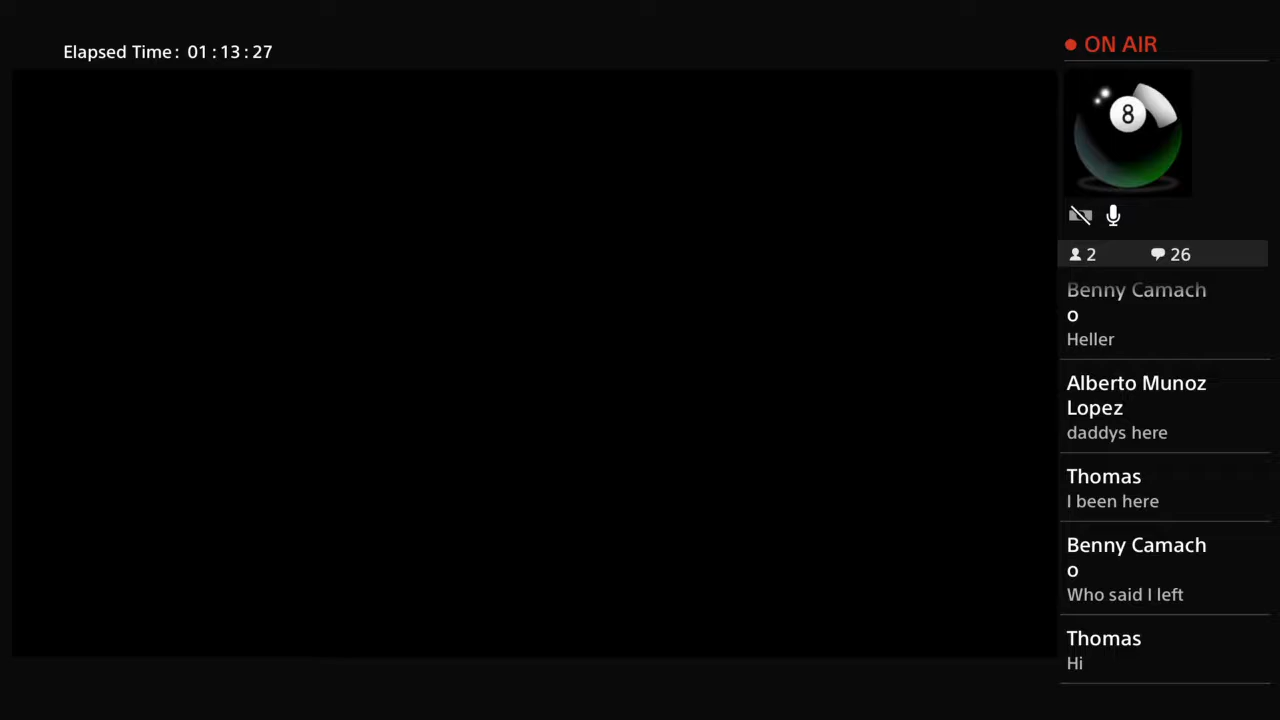 Elapsed Time: 01:13:27
ON AIR
8
2 26
Benny Camach
o
Heller
Alberto Munoz
Lopez
daddys here
Thomas
I been here
Benny Camach
o
Who said I left
Thomas
Hi